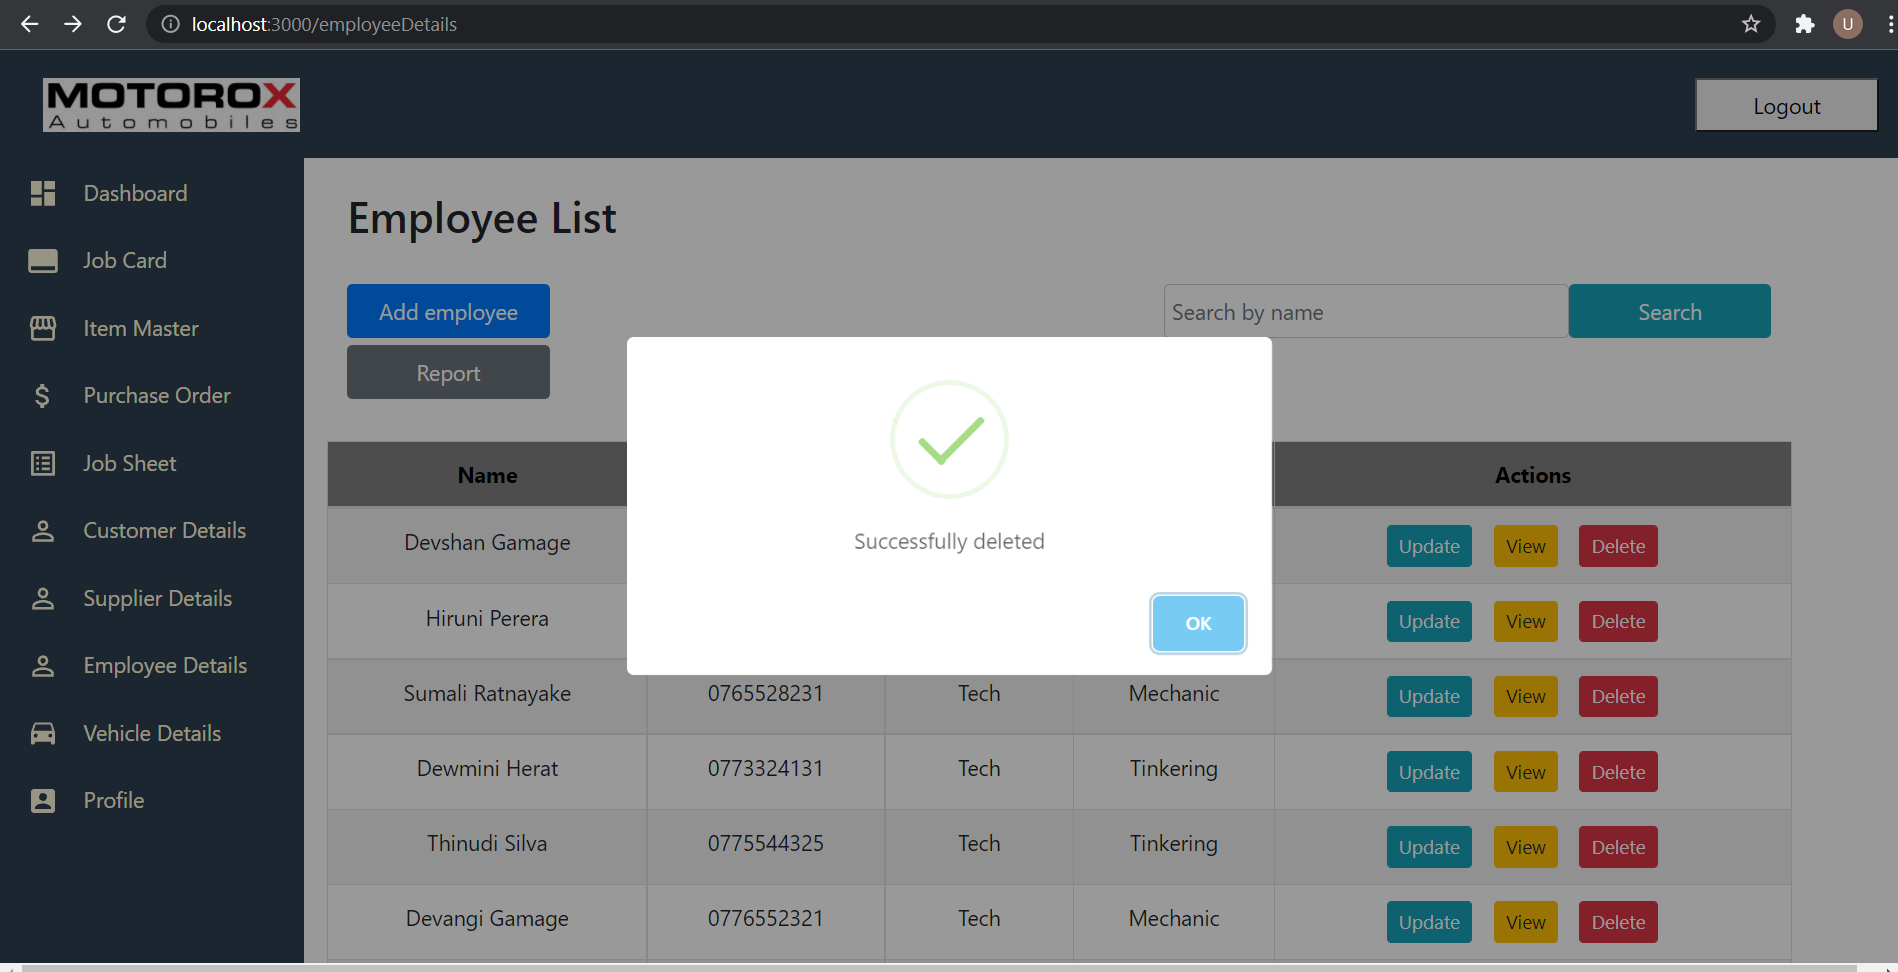 localhost:3000/employeeDetails
U
MOTOROX
Automobiles
Logout
Dashboard
Job Card
Item Master
Purchase Order
Job Sheet
Customer Details
Supplier Details
Employee Details
Vehicle Details
Profile
Employee List
Add employee
Search by name
Search
Report
Name
Actions
Devshan Gamage
Update View Delete
Hiruni Perera
Update View Delete
Sumali Ratnayake 0765528231 Tech Mechanic Update View Delete
Dewmini Herat 0773324131 Tech Tinkering Update View Delete
Thinudi Silva 0775544325 Tech Tinkering Update View Delete
Devangi Gamage 0776552321 Tech Mechanic Update View Delete
Successfully deleted
OK